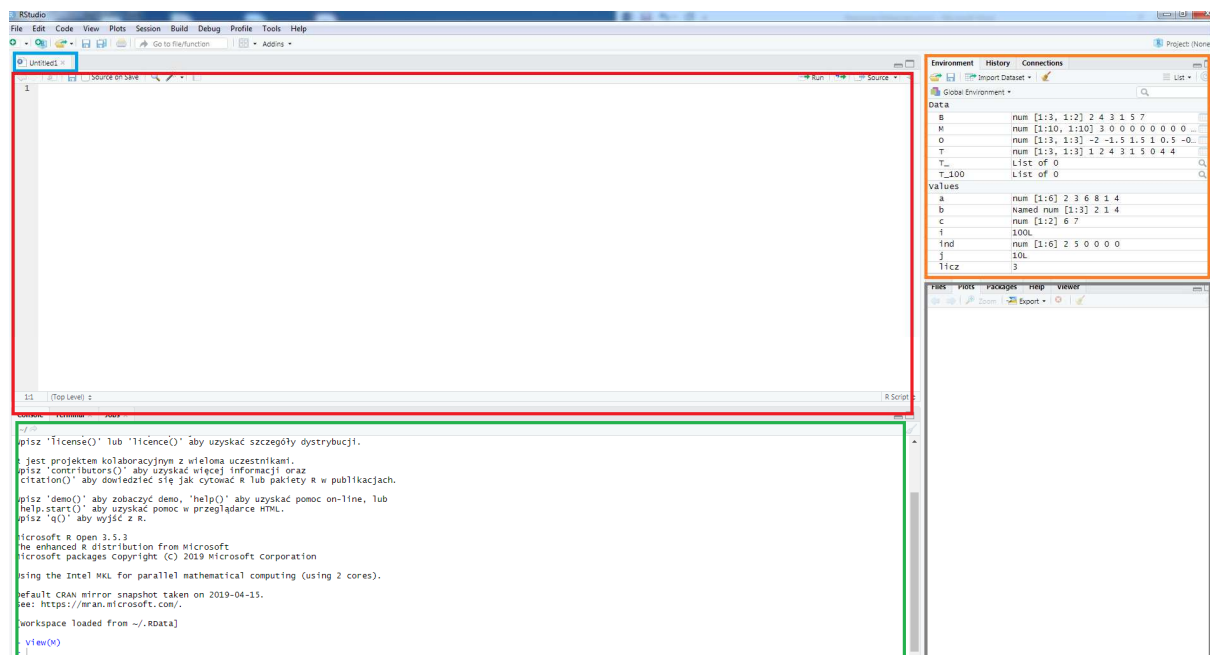 RStudio
File Edit Code View Plots Session Build Debug Profile Tools Help
Go to file/function Addins Project: (None
Untitled1 ×
Source on Save Run Source
1
1:1 (Top Level) R Script
Console Terminal × Jobs ×
~/
wpisz 'license()' lub 'licence()' aby uzyskać szczegóły dystrybucji.
R jest projektem kolaboracyjnym z wieloma uczestnikami.
wpisz 'contributors()' aby uzyskać więcej informacji oraz
'citation()' aby dowiedzieć się jak cytować R lub pakiety R w publikacjach.
wpisz 'demo()' aby zobaczyć demo, 'help()' aby uzyskać pomoc on-line, lub
'help.start()' aby uzyskać pomoc w przeglądarce HTML.
wpisz 'q()' aby wyjść z R.
Microsoft R Open 3.5.3
The enhanced R distribution from Microsoft
Microsoft packages Copyright (C) 2019 Microsoft Corporation
Using the Intel MKL for parallel mathematical computing (using 2 cores).
Default CRAN mirror snapshot taken on 2019-04-15.
See: https://mran.microsoft.com/.
[Workspace loaded from ~/.RData]
> View(M)
>
Environment History Connections
Import Dataset List
Global Environment
Data
B num [1:3, 1:2] 2 4 3 1 5 7
M num [1:10, 1:10] 3 0 0 0 0 0 0 0 0 0 ...
O num [1:3, 1:3] -2 -1.5 1.5 1 0.5 -0...
T num [1:3, 1:3] 1 2 4 3 1 5 0 4 4
T_ List of 0
T_100 List of 0
Values
a num [1:6] 2 3 6 8 1 4
b Named num [1:3] 2 1 4
c num [1:2] 6 7
i 100L
ind num [1:6] 2 5 0 0 0 0
j 10L
licz 3
Files Plots Packages Help Viewer
Zoom Export